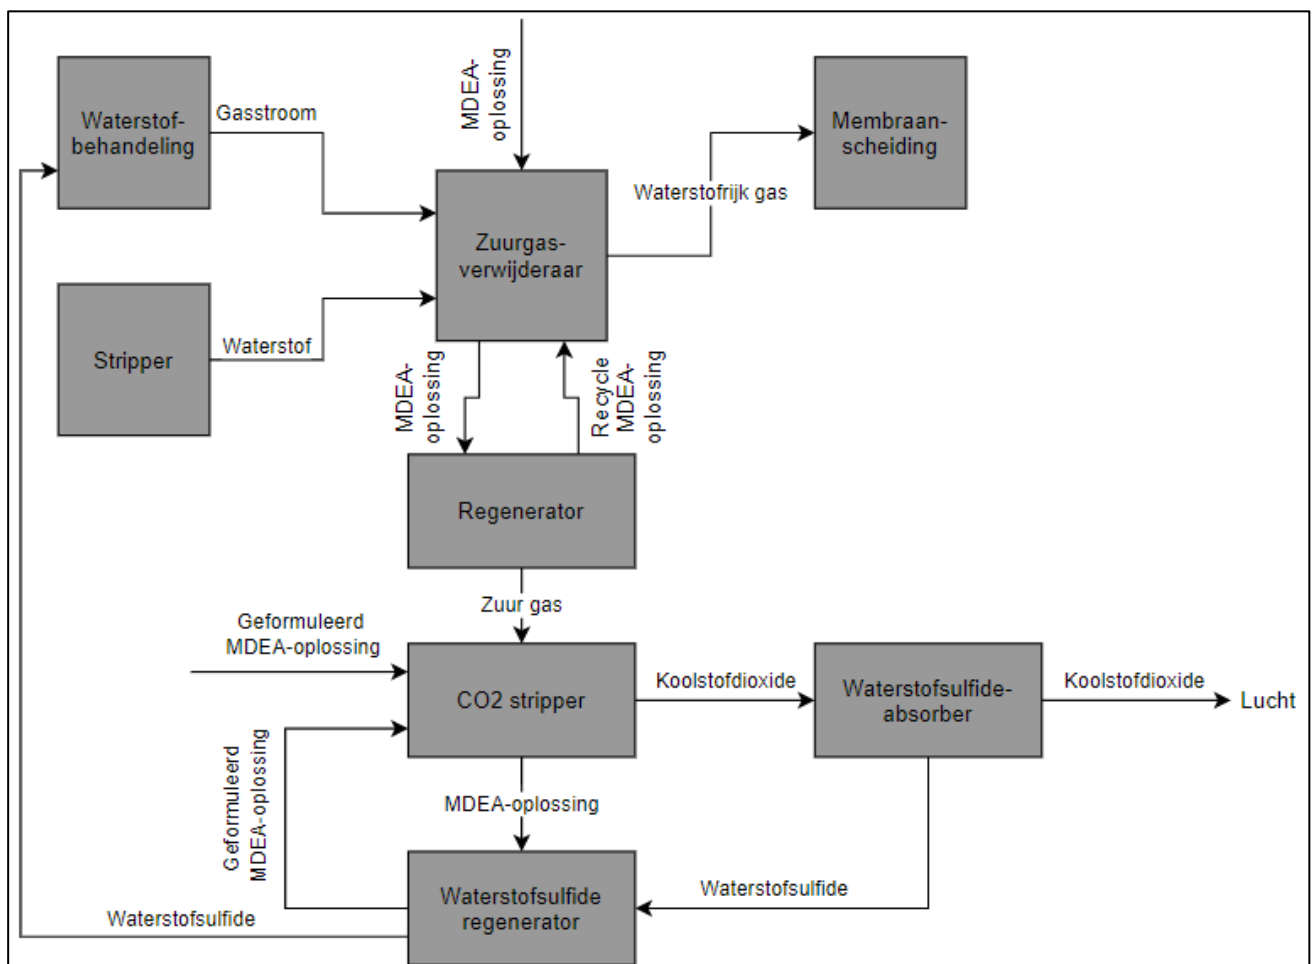 MDEA-
oplossing
Waterstof-
behandeling
Gasstroom
Membraan-
scheiding
Waterstofrijk gas
Zuurgas-
verwijderaar
Stripper
Waterstof
MDEA-
oplossing
Recycle
MDEA-
oplossing
Regenerator
Zuur gas
Geformuleerd
MDEA-oplossing
CO2 stripper
Koolstofdioxide
Waterstofsulfide-
absorber
Koolstofdioxide
Lucht
Geformuleerd
MDEA-oplossing
MDEA-oplossing
Waterstofsulfide
regenerator
Waterstofsulfide
Waterstofsulfide